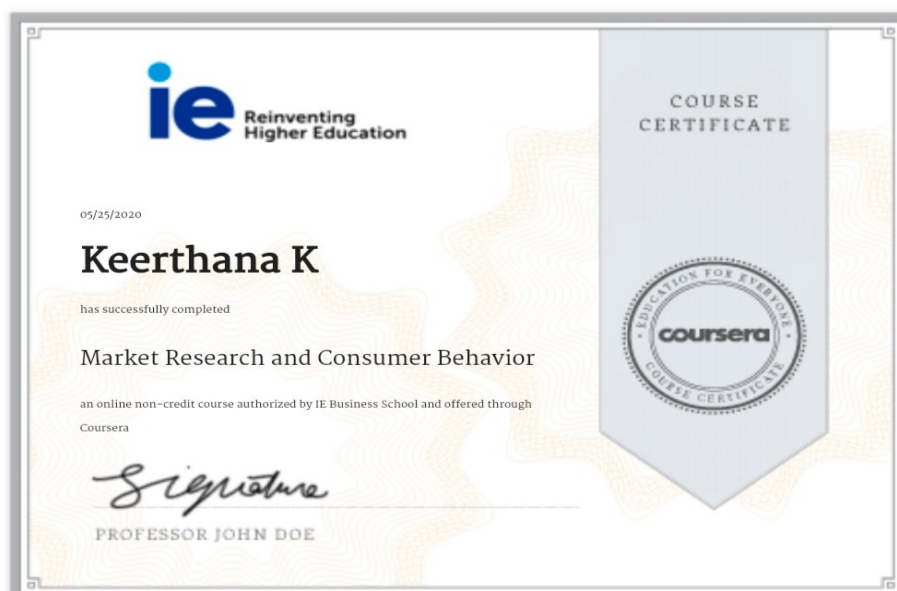 ie
Reinventing
Higher Education
COURSE
CERTIFICATE
05/25/2020
Keerthana K
has successfully completed
Market Research and Consumer Behavior
an online non-credit course authorized by IE Business School and offered through
Coursera
EDUCATION FOR EVERYONE
coursera
COURSE CERTIFICATE
Signature
PROFESSOR JOHN DOE